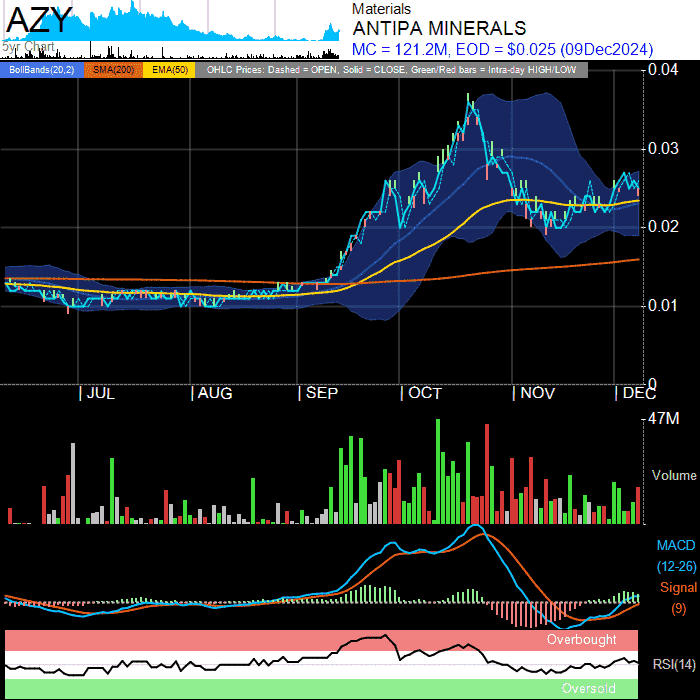 AZY
5yr Chart
Materials
ANTIPA MINERALS
MC = 121.2M, EOD = $0.025 (09Dec2024)
BollBands(20,2) SMA(200) EMA(50) OHLC Prices: Dashed = OPEN, Solid = CLOSE, Green/Red bars = Intra-day HIGH/LOW
0.04
0.03
0.02
0.01
0
| JUL | AUG | SEP | OCT | NOV | DEC
47M
Volume
MACD
(12-26)
Signal
(9)
Overbought
RSI(14)
Oversold